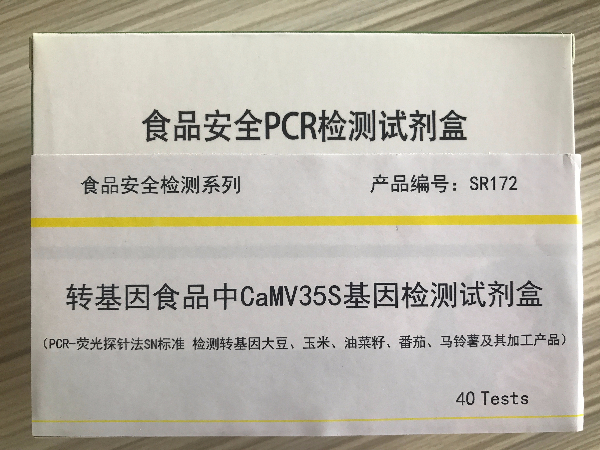 食品安全PCR检测试剂盒
食品安全检测系列 产品编号：SR172
转基因食品中CaMV35S基因检测试剂盒
（PCR-荧光探针法SN标准 检测转基因大豆、玉米、油菜籽、番茄、马铃薯及其加工产品）
40 Tests